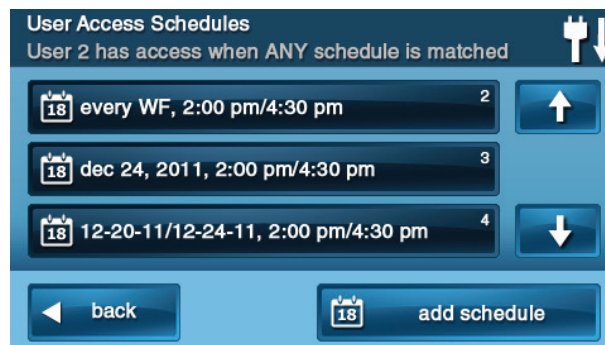 User Access Schedules
User 2 has access when ANY schedule is matched
18 every WF, 2:00 pm/4:30 pm 2
18 dec 24, 2011, 2:00 pm/4:30 pm 3
18 12-20-11/12-24-11, 2:00 pm/4:30 pm 4
back 18 add schedule